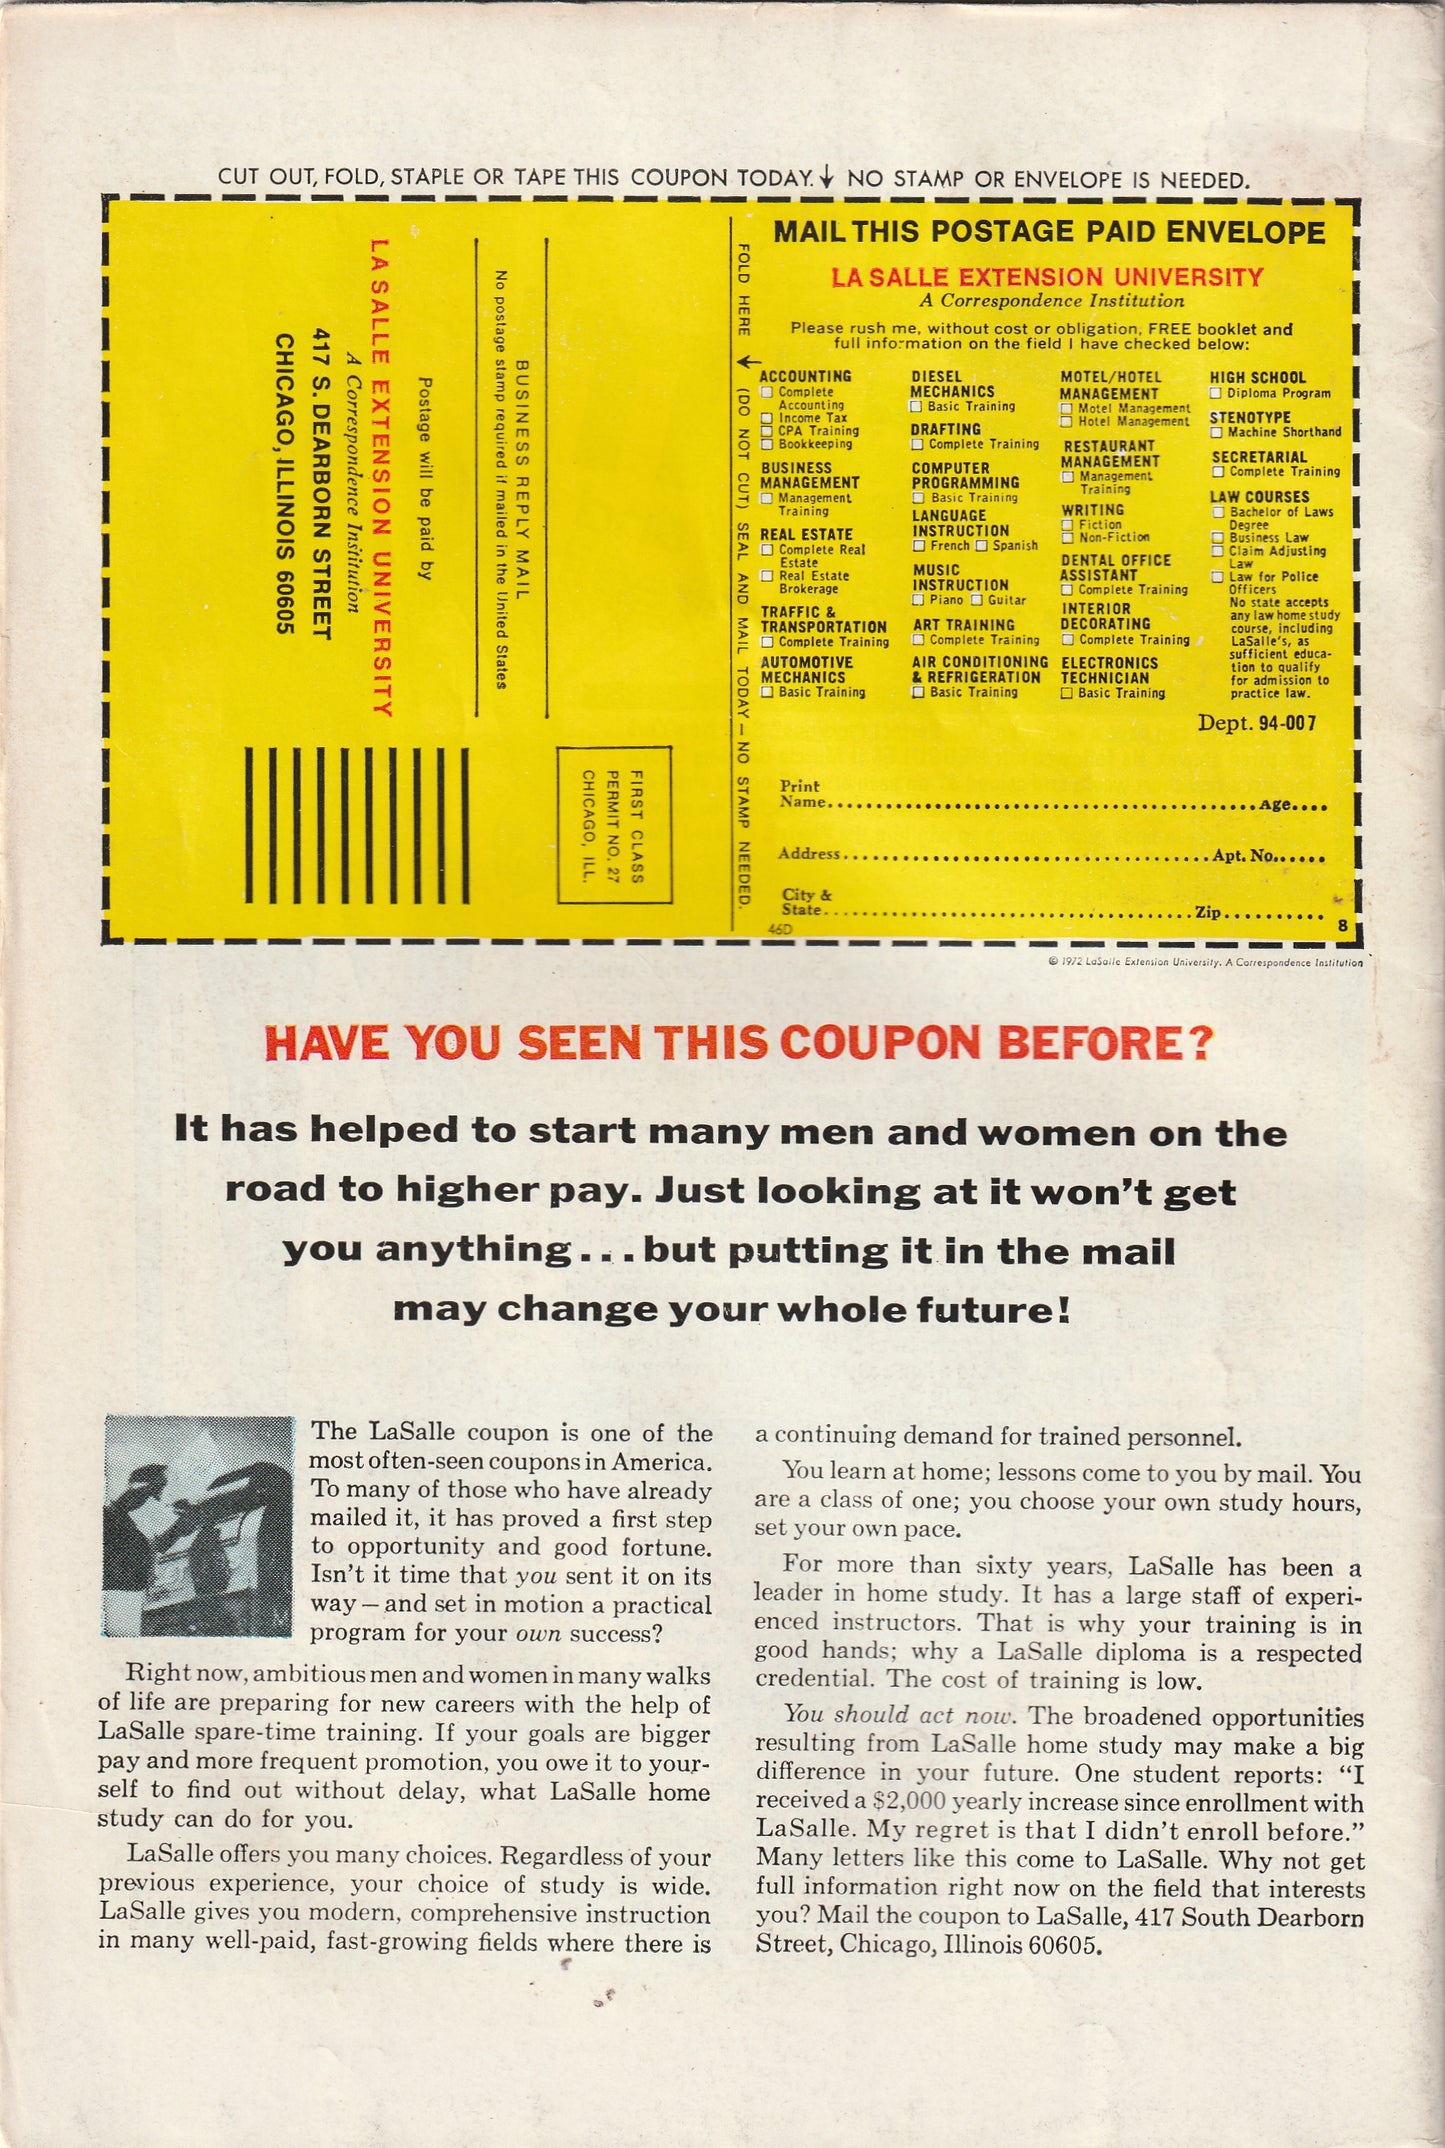 CUT OUT, FOLD, STAPLE OR TAPE THIS COUPON TODAY.↓ NO STAMP OR ENVELOPE IS NEEDED.
LA SALLE EXTENSION UNIVERSITY
A Correspondence Institution
417 S. DEARBORN STREET
CHICAGO, ILLINOIS 60605
Postage will be paid by
BUSINESS REPLY MAIL
No postage stamp required if mailed in the United States
FIRST CLASS
PERMIT NO. 27
CHICAGO, ILL.
FOLD HERE ↓ (DO NOT CUT) SEAL AND MAIL TODAY — NO STAMP NEEDED.
MAIL THIS POSTAGE PAID ENVELOPE
LA SALLE EXTENSION UNIVERSITY
A Correspondence Institution
Please rush me, without cost or obligation, FREE booklet and
full information on the field I have checked below:
ACCOUNTING
☐ Complete
Accounting
☐ Income Tax
☐ CPA Training
☐ Bookkeeping
BUSINESS
MANAGEMENT
☐ Management
Training
REAL ESTATE
☐ Complete Real
Estate
☐ Real Estate
Brokerage
TRAFFIC &
TRANSPORTATION
☐ Complete Training
AUTOMOTIVE
MECHANICS
☐ Basic Training
DIESEL
MECHANICS
☐ Basic Training
DRAFTING
☐ Complete Training
COMPUTER
PROGRAMMING
☐ Basic Training
LANGUAGE
INSTRUCTION
☐ French ☐ Spanish
MUSIC
INSTRUCTION
☐ Piano ☐ Guitar
ART TRAINING
☐ Complete Training
AIR CONDITIONING
& REFRIGERATION
☐ Basic Training
MOTEL/HOTEL
MANAGEMENT
☐ Motel Management
☐ Hotel Management
RESTAURANT
MANAGEMENT
☐ Management
Training
WRITING
☐ Fiction
☐ Non-Fiction
DENTAL OFFICE
ASSISTANT
☐ Complete Training
INTERIOR
DECORATING
☐ Complete Training
ELECTRONICS
TECHNICIAN
☐ Basic Training
HIGH SCHOOL
☐ Diploma Program
STENOTYPE
☐ Machine Shorthand
SECRETARIAL
☐ Complete Training
LAW COURSES
☐ Bachelor of Laws
Degree
☐ Business Law
☐ Claim Adjusting
Law
☐ Law for Police
Officers
No state accepts
any law home study
course, including
LaSalle's, as
sufficient educa-
tion to qualify
for admission to
practice law.
Dept. 94-007
Print
Name........ Age....
Address........ Apt. No......
City &
State........ Zip..........
46D
8
© 1972 LaSalle Extension University. A Correspondence Institution
HAVE YOU SEEN THIS COUPON BEFORE?
It has helped to start many men and women on the
road to higher pay. Just looking at it won't get
you anything...but putting it in the mail
may change your whole future!
The LaSalle coupon is one of the
most often-seen coupons in America.
To many of those who have already
mailed it, it has proved a first step
to opportunity and good fortune.
Isn't it time that you sent it on its
way—and set in motion a practical
program for your own success?
Right now, ambitious men and women in many walks
of life are preparing for new careers with the help of
LaSalle spare-time training. If your goals are bigger
pay and more frequent promotion, you owe it to your-
self to find out without delay, what LaSalle home
study can do for you.
LaSalle offers you many choices. Regardless of your
previous experience, your choice of study is wide.
LaSalle gives you modern, comprehensive instruction
in many well-paid, fast-growing fields where there is
a continuing demand for trained personnel.
You learn at home; lessons come to you by mail. You
are a class of one; you choose your own study hours,
set your own pace.
For more than sixty years, LaSalle has been a
leader in home study. It has a large staff of experi-
enced instructors. That is why your training is in
good hands; why a LaSalle diploma is a respected
credential. The cost of training is low.
You should act now. The broadened opportunities
resulting from LaSalle home study may make a big
difference in your future. One student reports: "I
received a $2,000 yearly increase since enrollment with
LaSalle. My regret is that I didn't enroll before."
Many letters like this come to LaSalle. Why not get
full information right now on the field that interests
you? Mail the coupon to LaSalle, 417 South Dearborn
Street, Chicago, Illinois 60605.